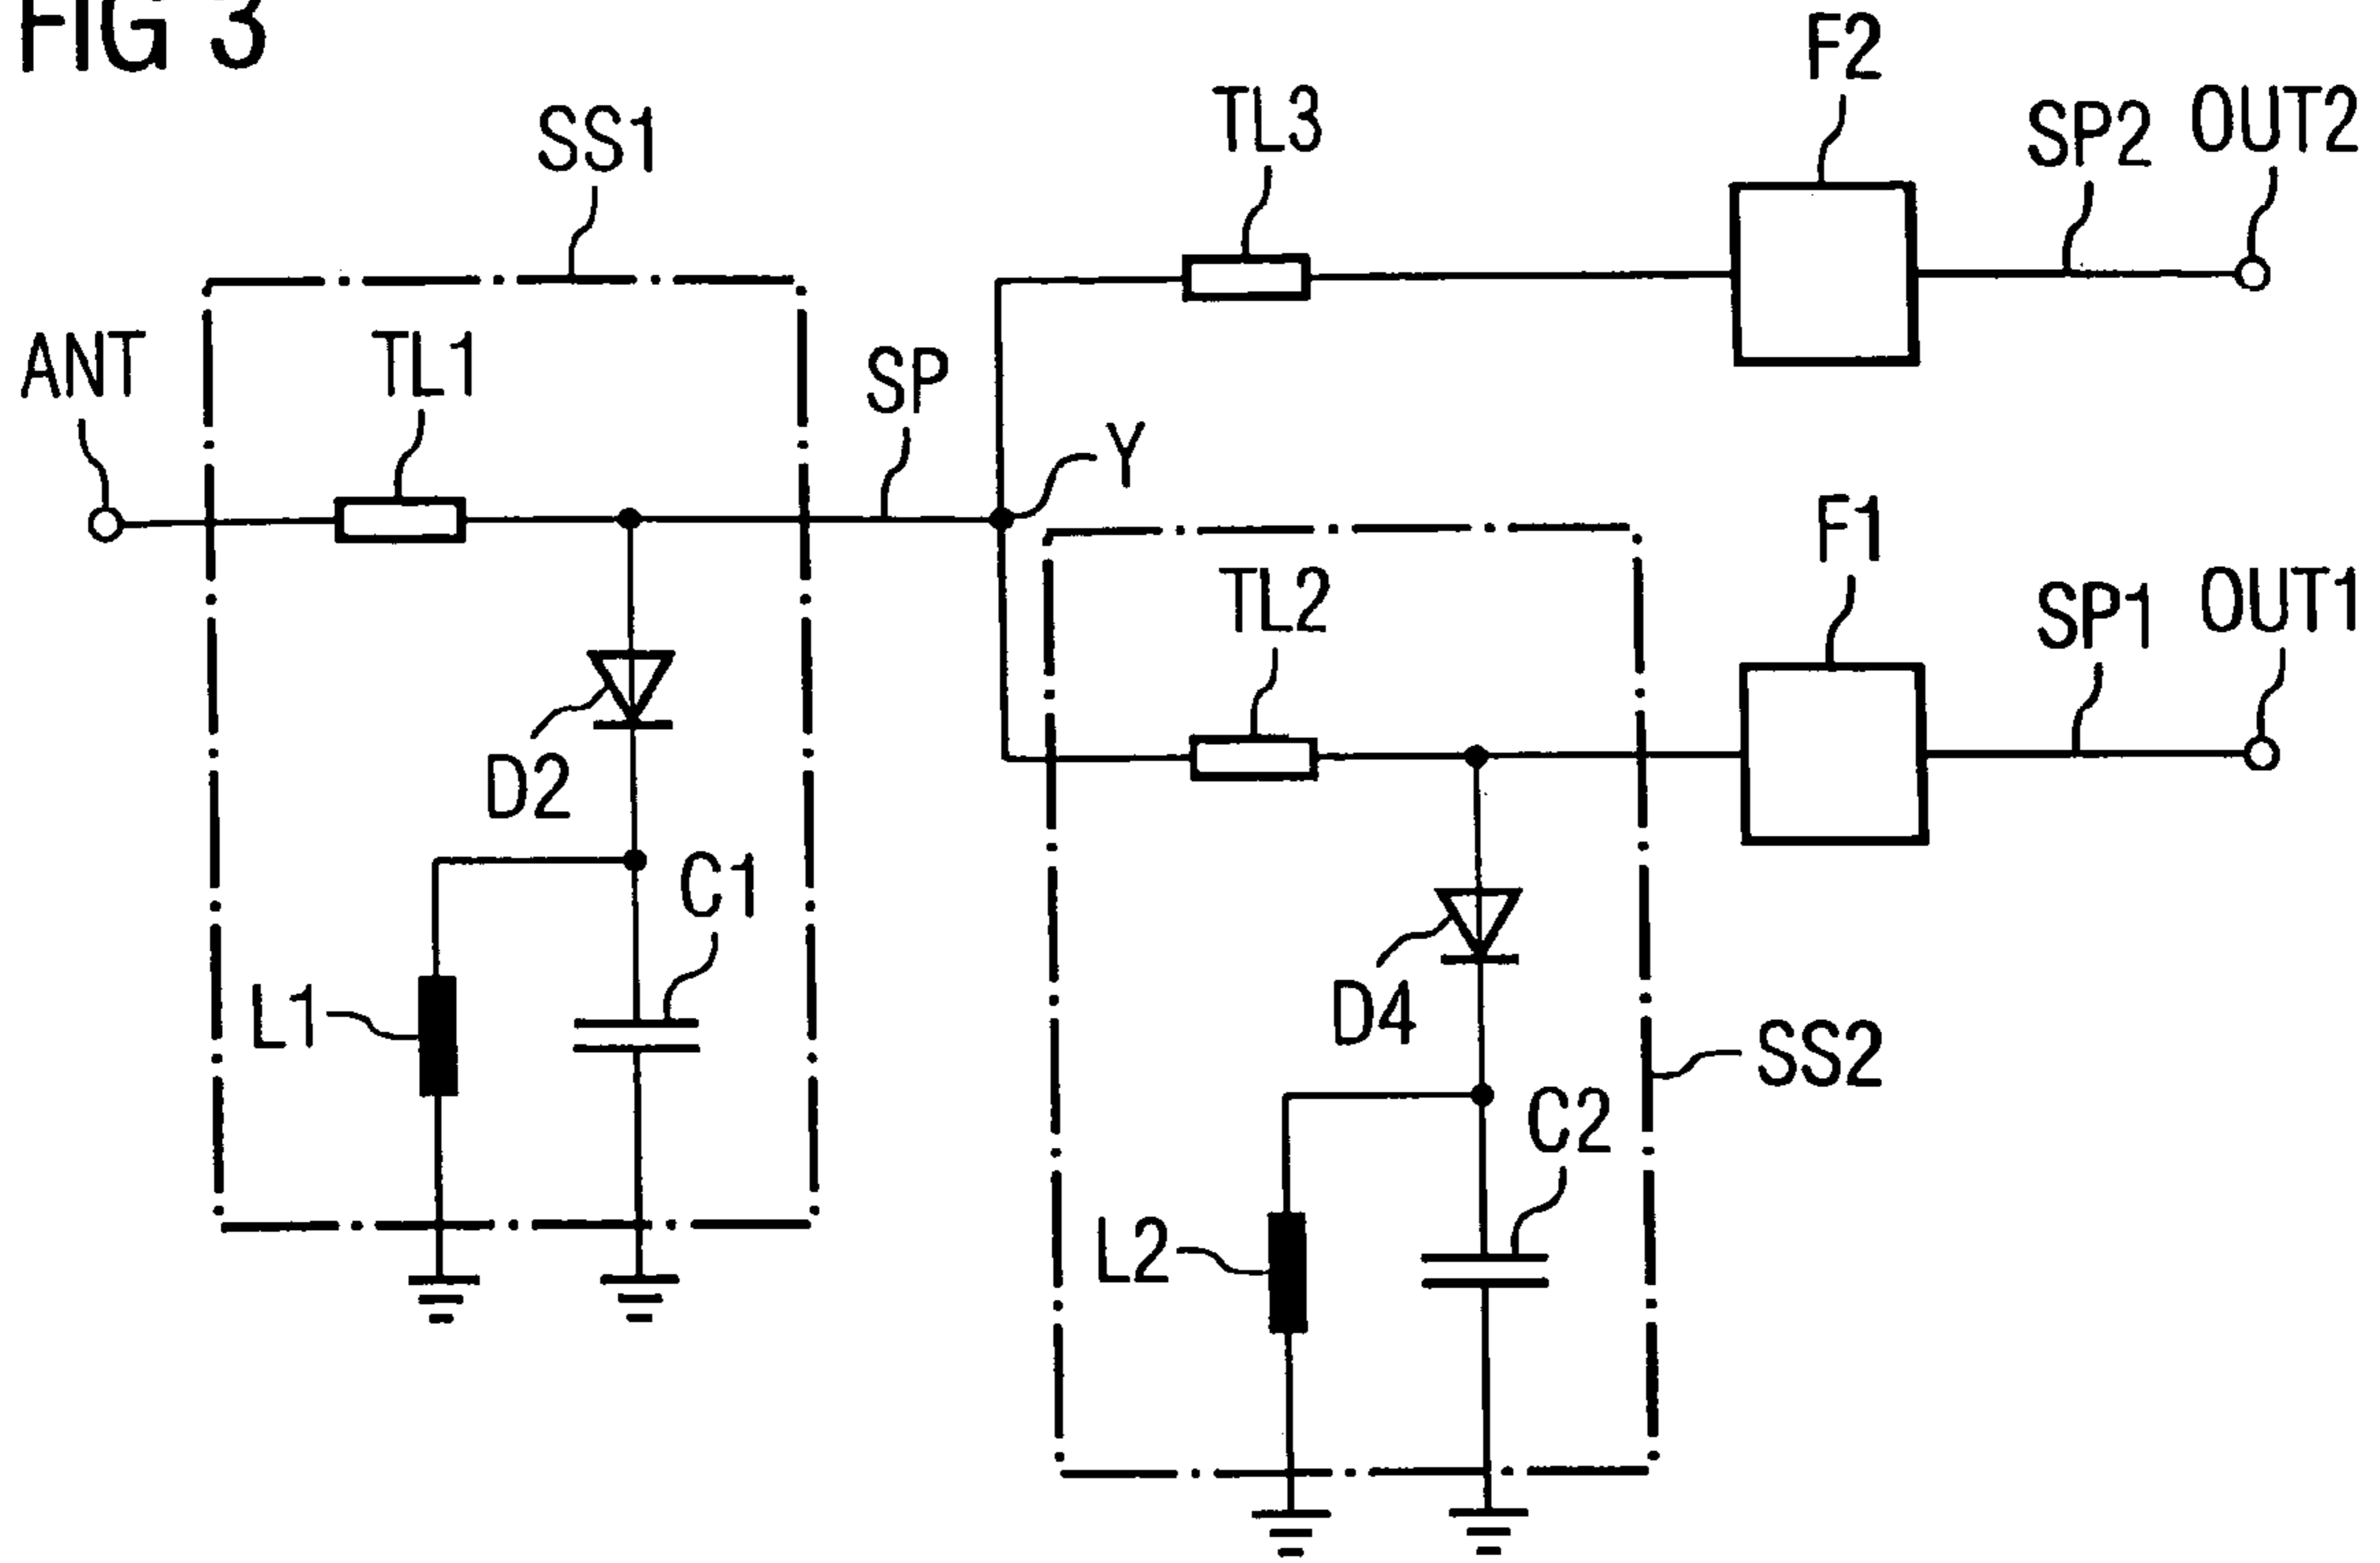 FIG 3
F2
TL3
OUT2
SP2
SS1
ANT
TL1
SP
Y
F1
TL2
OUT1
SP1
D2
C1
L1
D4
SS2
C2
L2